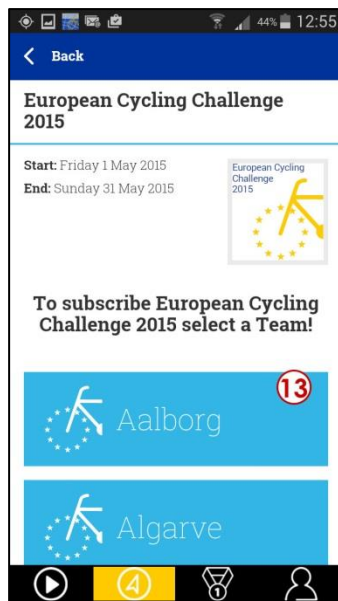 44% 12:55
Back
European Cycling Challenge
2015
Start: Friday 1 May 2015
End: Sunday 31 May 2015
European Cycling
Challenge
2015
To subscribe European Cycling
Challenge 2015 select a Team!
13
Aalborg
Algarve
1